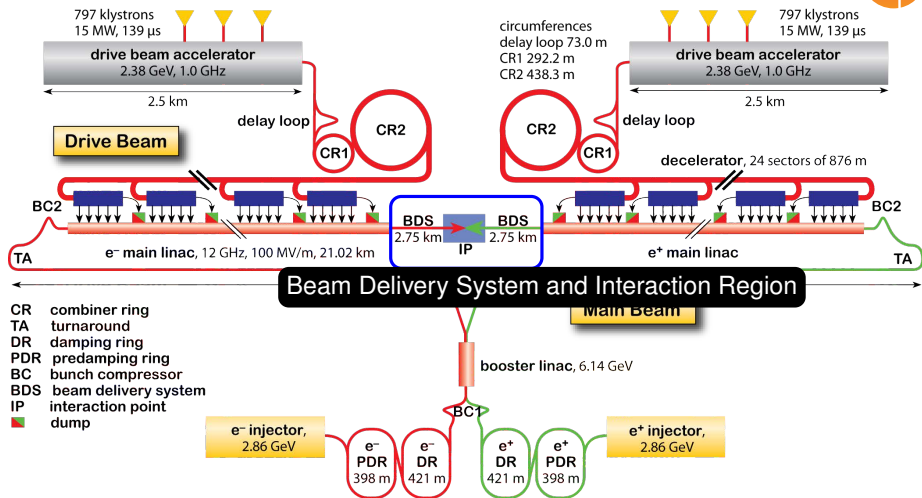 797 klystrons
15 MW, 139 µs
drive beam accelerator
2.38 GeV, 1.0 GHz
2.5 km
delay loop
CR1
CR2
Drive Beam
circumferences
delay loop 73.0 m
CR1 292.2 m
CR2 438.3 m
797 klystrons
15 MW, 139 µs
drive beam accelerator
2.38 GeV, 1.0 GHz
2.5 km
delay loop
CR2
CR1
decelerator, 24 sectors of 876 m
BC2
BC2
BDS
2.75 km
BDS
2.75 km
IP
TA
e⁻ main linac, 12 GHz, 100 MV/m, 21.02 km
e⁺ main linac
TA
Beam Delivery System and Interaction Region
Main Beam
CR combiner ring
TA turnaround
DR damping ring
PDR predamping ring
BC bunch compressor
BDS beam delivery system
IP interaction point
dump
booster linac, 6.14 GeV
BC1
e⁻ injector,
2.86 GeV
e⁻
PDR
398 m
e⁻
DR
421 m
e⁺
DR
421 m
e⁺
PDR
398 m
e⁺ injector,
2.86 GeV